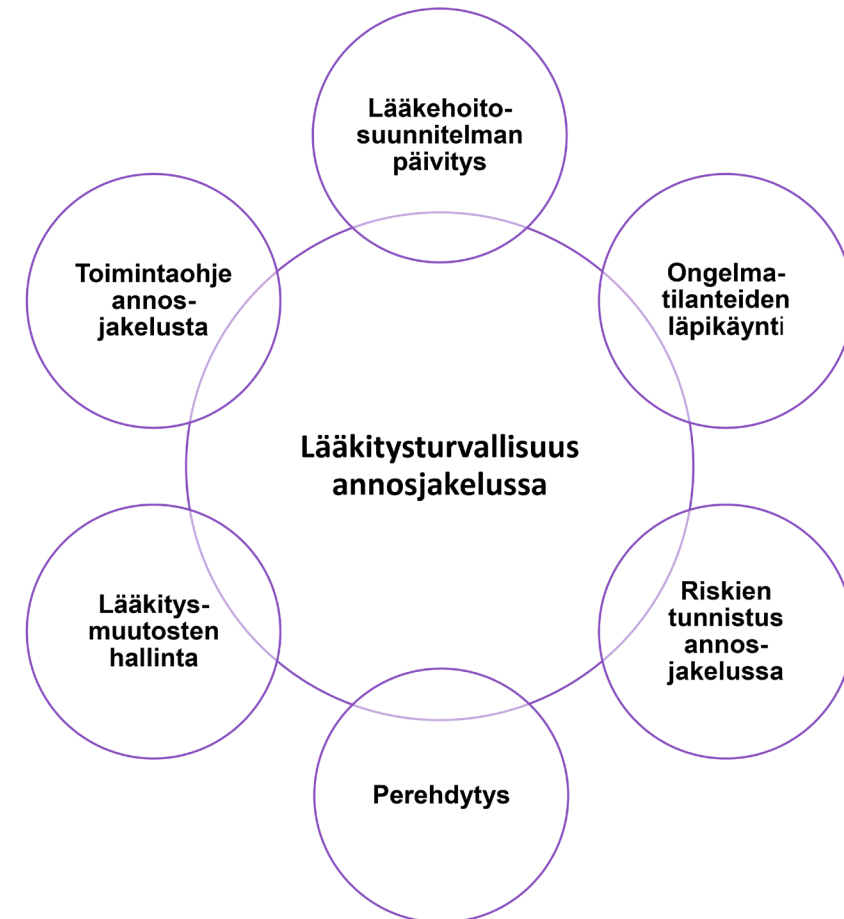 Lääkehoito-
suunnitelman
päivitys
Ongelma-
tilanteiden
läpikäynti
Riskien
tunnistus
annos-
jakelussa
Perehdytys
Lääkitys-
muutosten
hallinta
Toimintaohje
annos-
jakelusta
Lääkitysturvallisuus
annosjakelussa